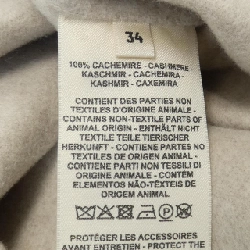 34
100% CACHEMIRE - CASHMERE
KASCHMIR - CACHEMIRA
KASHMIR - CAXEMIRA
CONTIENT DES PARTIES NON
TEXTILES D'ORIGINE ANIMALE -
CONTAINS NON-TEXTILE PARTS OF
ANIMAL ORIGIN - ENTHÄLT NICHT
TEXTILE TEILE TIERISCHER
HERKUNFT - CONTIENE PARTES NO
TEXTILES DE ORIGEN ANIMAL -
CONTIENE PARTI NON TESSILI DI
ORIGINE ANIMALE - CONTÉM
ELEMENTOS NÃO-TÊXTEIS DE
ORIGEM ANIMAL
P
PROTÉGER LES ACCESSOIRES
AVANT ENTRETIEN - PROTECT THE